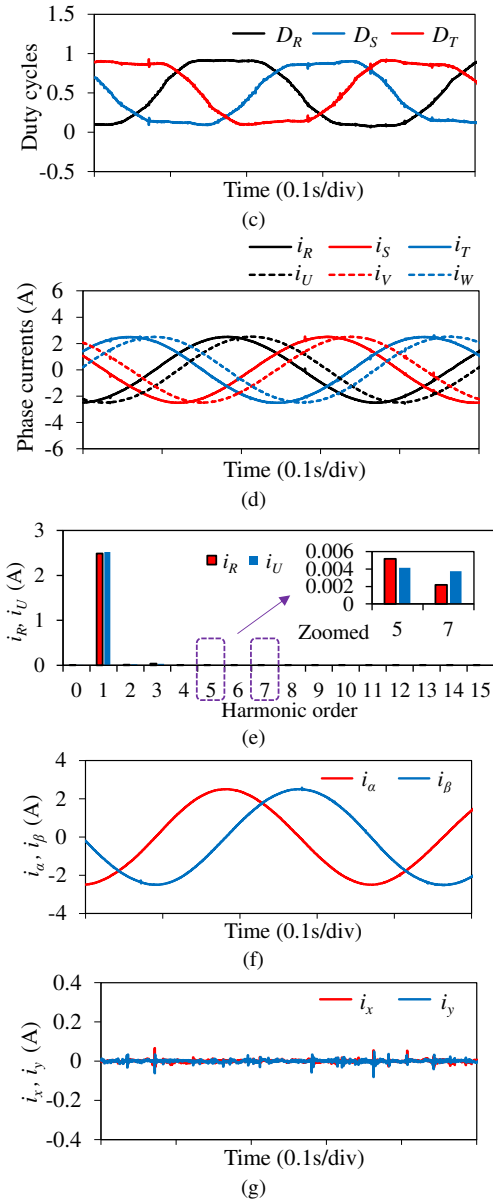 D_R D_S D_T
1.5
1
0.5
0
-0.5
Duty cycles
Time (0.1s/div)
(c)
i_R i_S i_T
i_U i_V i_W
6
4
2
0
-2
-4
-6
Phase currents (A)
Time (0.1s/div)
(d)
3
2
1
0
i_R, i_U (A)
i_R i_U
0.006
0.004
0.002
0
Zoomed 5 7
0 1 2 3 4 5 6 7 8 9 10 11 12 13 14 15
Harmonic order
(e)
4
2
0
-2
-4
i_α, i_β (A)
i_α i_β
Time (0.1s/div)
(f)
0.4
0.2
0
-0.2
-0.4
i_x, i_y (A)
i_x i_y
Time (0.1s/div)
(g)